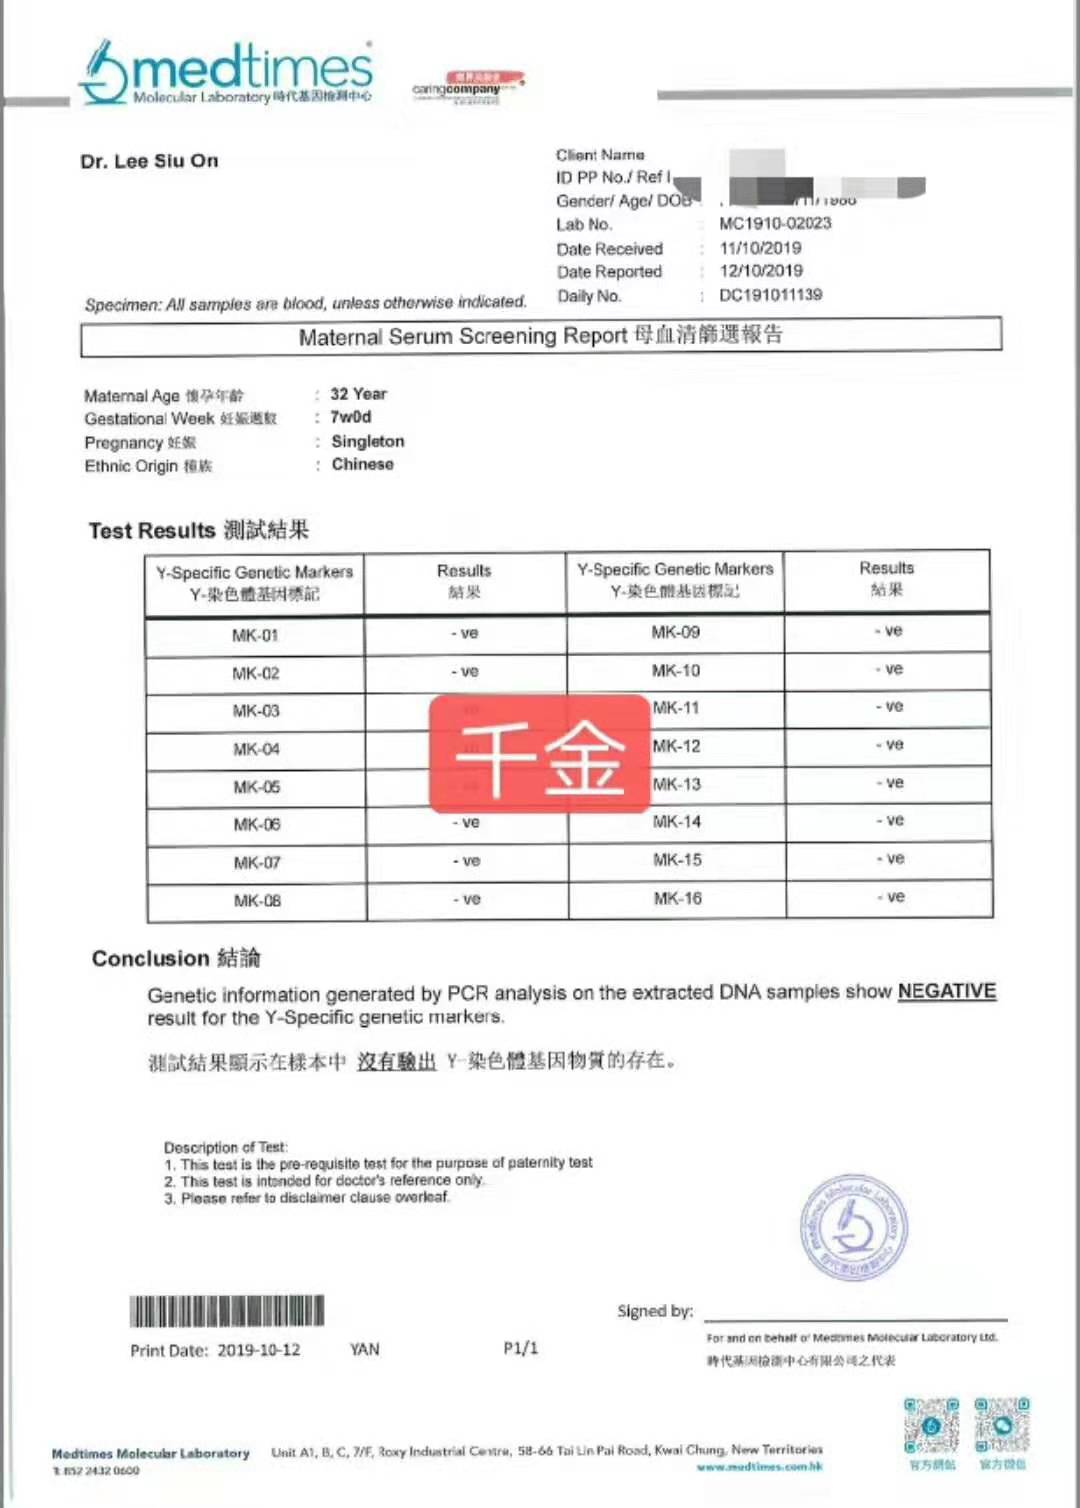 medtimes
Molecular Laboratory 時代基因檢測中心
caringcompany
Dr. Lee Siu On
Client Name
ID PP No./ Ref
Gender/ Age/ DOB :
Lab No. : MC1910-02023
Date Received : 11/10/2019
Date Reported : 12/10/2019
Daily No. : DC191011139
Specimen: All samples are blood, unless otherwise indicated.
Maternal Serum Screening Report 母血清篩選報告
Maternal Age 懷孕年齡 : 32 Year
Gestational Week 妊娠週數 : 7w0d
Pregnancy 妊娠 : Singleton
Ethnic Origin 種族 : Chinese
Test Results 測試結果
Y-Specific Genetic Markers Results Y-Specific Genetic Markers Results
Y-染色體基因標記 結果 Y-染色體基因標記 結果
MK-01 - ve MK-09 - ve
MK-02 - ve MK-10 - ve
MK-03 MK-11 - ve
MK-04 MK-12 - ve
千金
MK-05 MK-13 - ve
MK-06 - ve MK-14 - ve
MK-07 - ve MK-15 - ve
MK-08 - ve MK-16 - ve
Conclusion 結論
Genetic information generated by PCR analysis on the extracted DNA samples show NEGATIVE
result for the Y-Specific genetic markers.
測試結果顯示在樣本中 沒有驗出 Y-染色體基因物質的存在。
Description of Test:
1. This test is the pre-requisite test for the purpose of paternity test
2. This test is intended for doctor's reference only.
3. Please refer to disclaimer clause overleaf.
medtimes Molecular Laboratory
時代基因檢測中心
Signed by:
For and on behalf of Medtimes Molecular Laboratory Ltd.
時代基因檢測中心有限公司之代表
Print Date: 2019-10-12 YAN P1/1
Medtimes Molecular Laboratory Unit A1, B, C, 7/F, Roxy Industrial Centre, 58-66 Tai Lin Pai Road, Kwai Chung, New Territories
T: 852 2432 0600 www.medtimes.com.hk
官方網站 官方微信